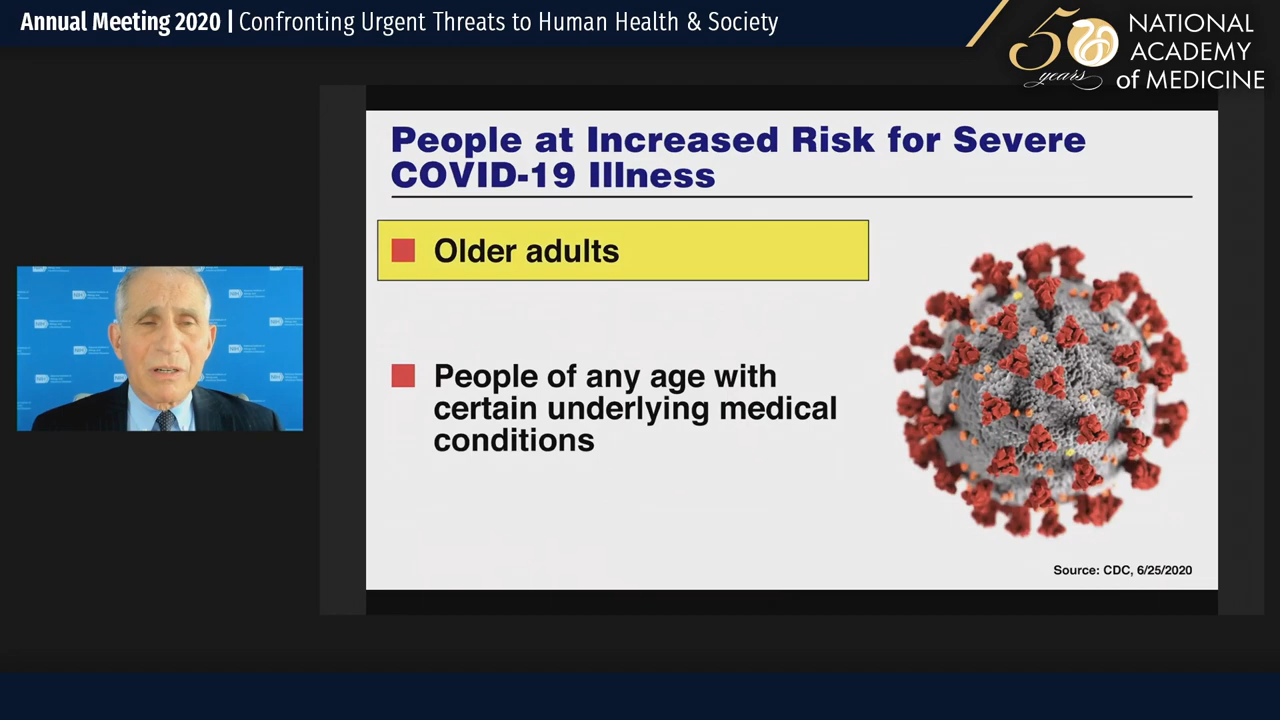 Annual Meeting 2020 | Confronting Urgent Threats to Human Health & Society
50 years
NATIONAL
ACADEMY
of MEDICINE
People at Increased Risk for Severe
COVID-19 Illness
Older adults
People of any age with
certain underlying medical
conditions
Source: CDC, 6/25/2020
NIH